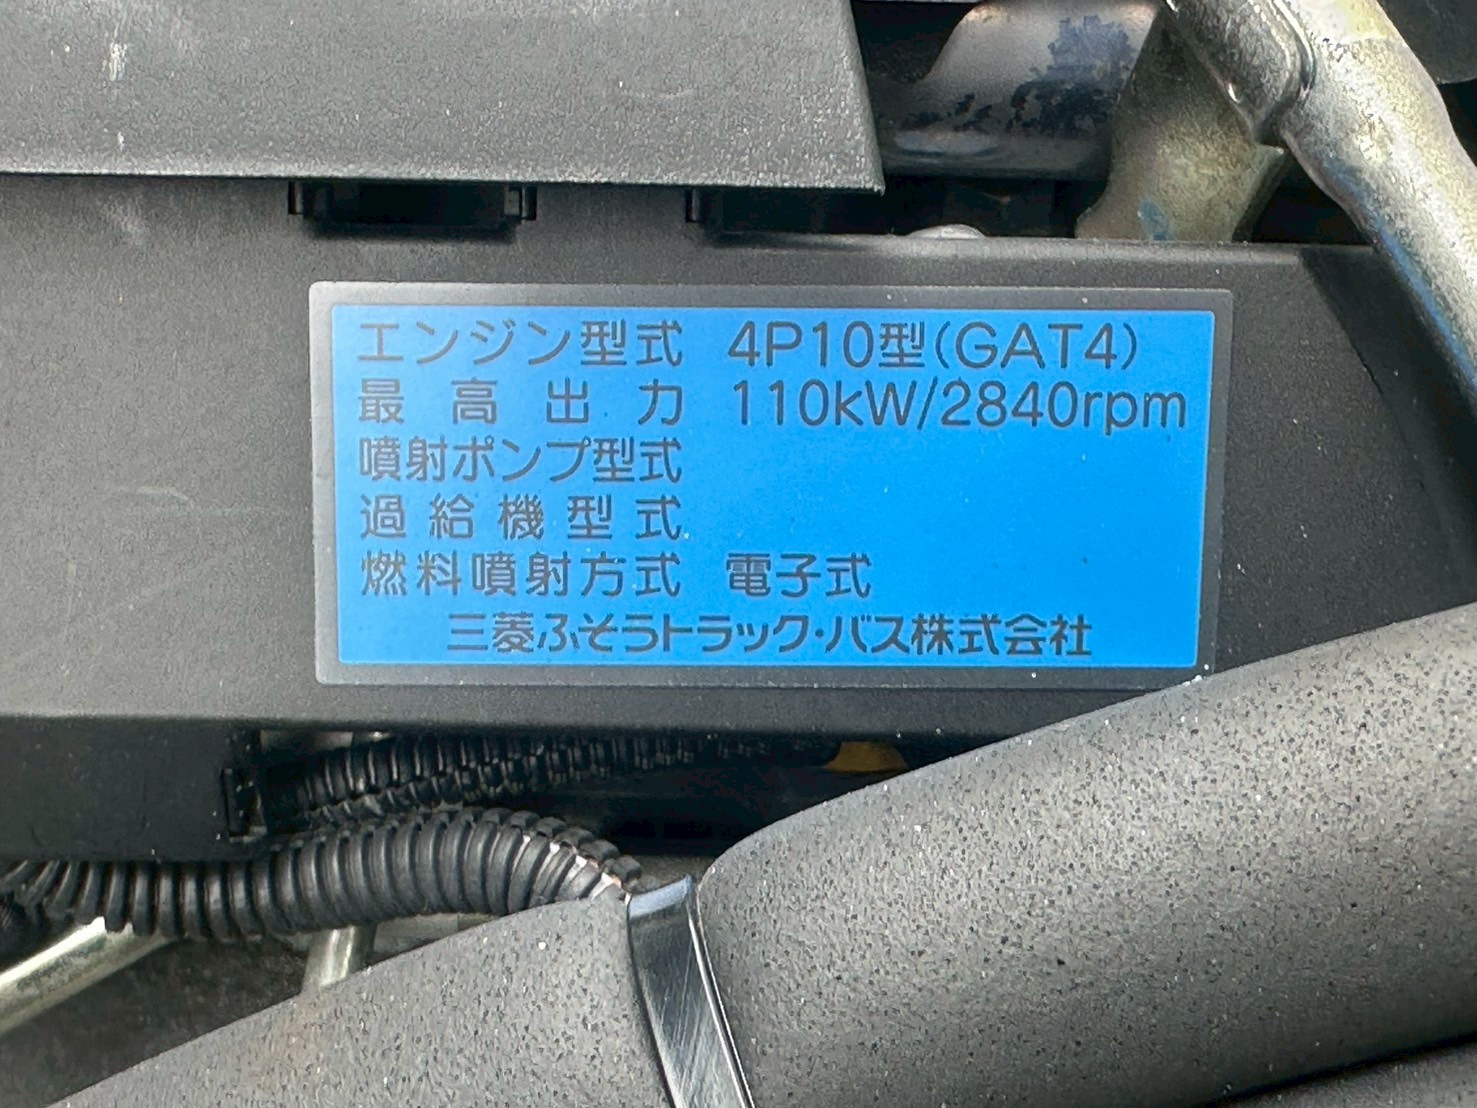 エンジン型式 4P10型(GAT4)
最高出力 110kW/2840rpm
噴射ポンプ型式
過給機型式
燃料噴射方式 電子式
三菱ふそうトラック・バス株式会社